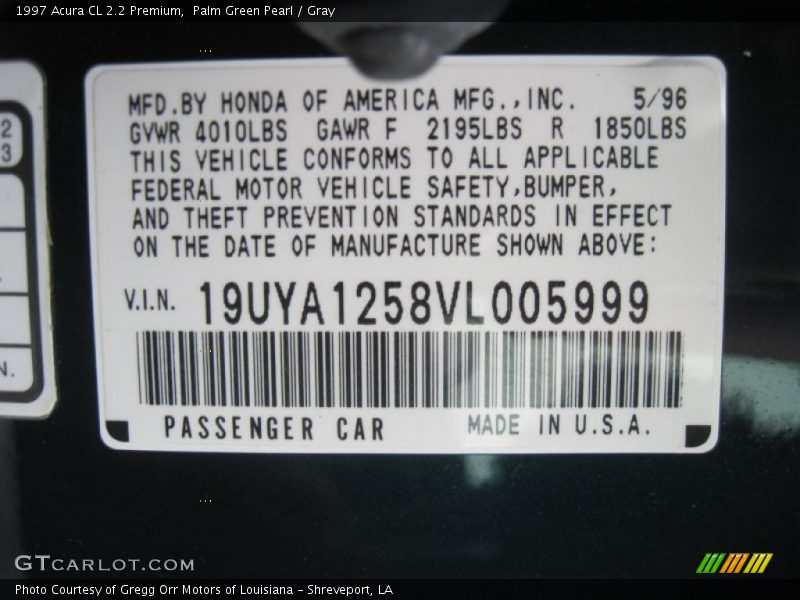 1997 Acura CL 2.2 Premium,  Palm Green Pearl / Gray
MFD.BY HONDA OF AMERICA MFG.,INC. 5/96
GVWR 4010LBS GAWR F 2195LBS R 1850LBS
THIS VEHICLE CONFORMS TO ALL APPLICABLE
FEDERAL MOTOR VEHICLE SAFETY,BUMPER,
AND THEFT PREVENTION STANDARDS IN EFFECT
ON THE DATE OF MANUFACTURE SHOWN ABOVE:
V.I.N. 19UYA1258VL005999
PASSENGER CAR MADE IN U.S.A.
2
3
N.
GTCARLOT.COM
Photo Courtesy of Gregg Orr Motors of Louisiana - Shreveport, LA